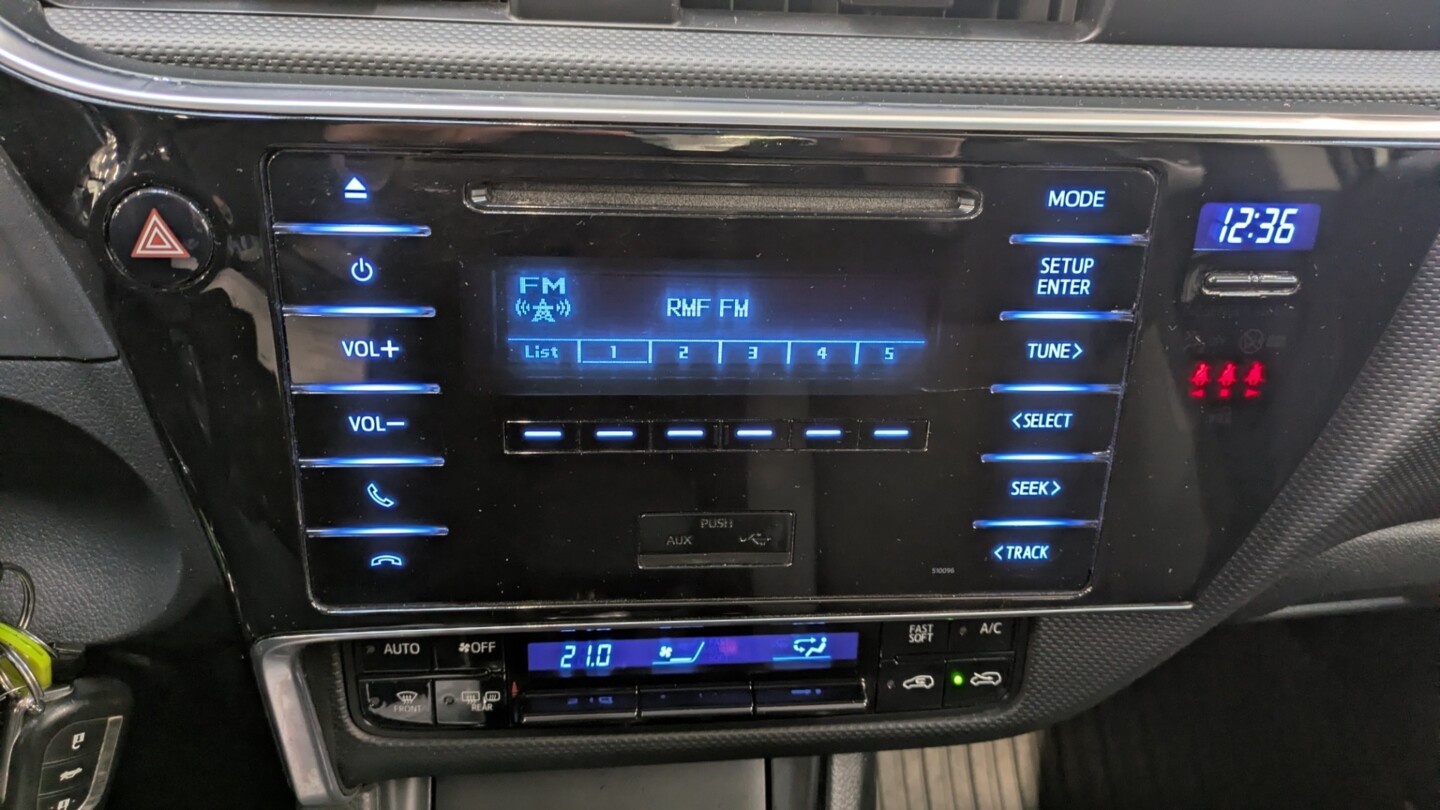 MODE
12:36
SETUP
ENTER
FM
RMF FM
VOL+
List 1 2 3 4 5
TUNE>
VOL−
<SELECT
SEEK>
PUSH
AUX
<TRACK
510096
AUTO
OFF
21.0
FAST
SOFT
A/C
FRONT
REAR